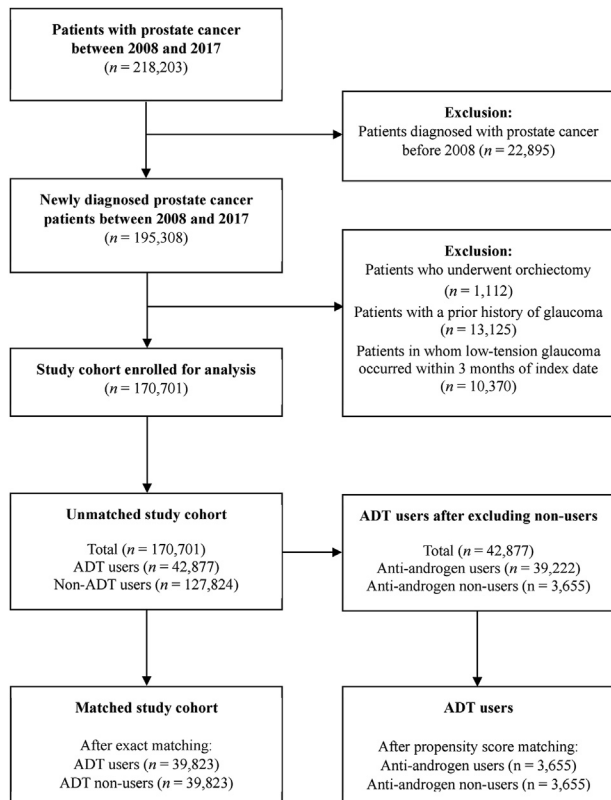 Patients with prostate cancer
between 2008 and 2017
(n = 218,203)
Exclusion:
Patients diagnosed with prostate cancer
before 2008 (n = 22,895)
Newly diagnosed prostate cancer
patients between 2008 and 2017
(n = 195,308)
Exclusion:
Patients who underwent orchiectomy
(n = 1,112)
Patients with a prior history of glaucoma
(n = 13,125)
Patients in whom low-tension glaucoma
occurred within 3 months of index date
(n = 10,370)
Study cohort enrolled for analysis
(n = 170,701)
Unmatched study cohort
Total (n = 170,701)
ADT users (n = 42,877)
Non-ADT users (n = 127,824)
ADT users after excluding non-users
Total (n = 42,877)
Anti-androgen users (n = 39,222)
Anti-androgen non-users (n = 3,655)
Matched study cohort
After exact matching:
ADT users (n = 39,823)
ADT non-users (n = 39,823)
ADT users
After propensity score matching:
Anti-androgen users (n = 3,655)
Anti-androgen non-users (n = 3,655)